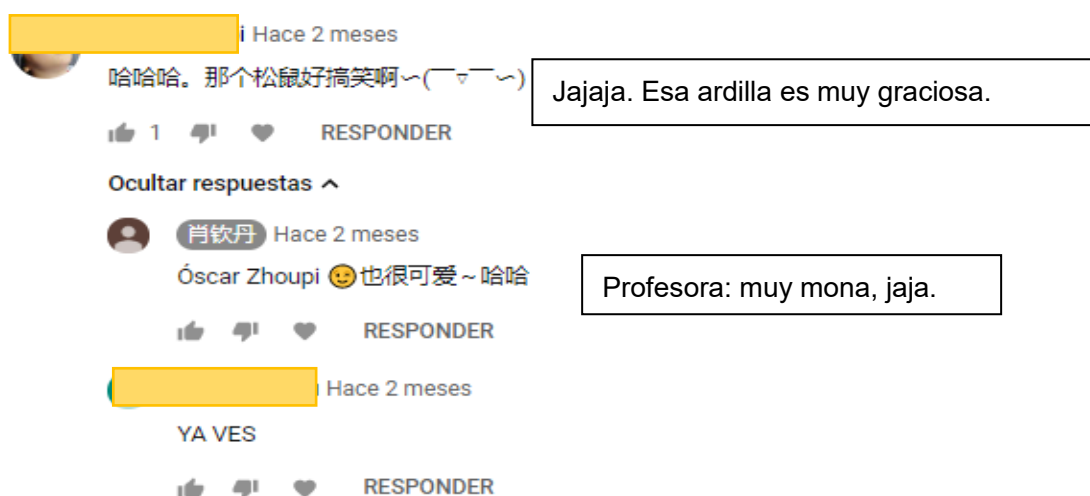 i Hace 2 meses
哈哈哈。那个松鼠好搞笑啊∽(￣▿￣∽)
Jajaja. Esa ardilla es muy graciosa.
1 RESPONDER
Ocultar respuestas
肖钦丹 Hace 2 meses
Óscar Zhoupi 😉也很可爱～哈哈
Profesora: muy mona, jaja.
RESPONDER
Hace 2 meses
YA VES
RESPONDER